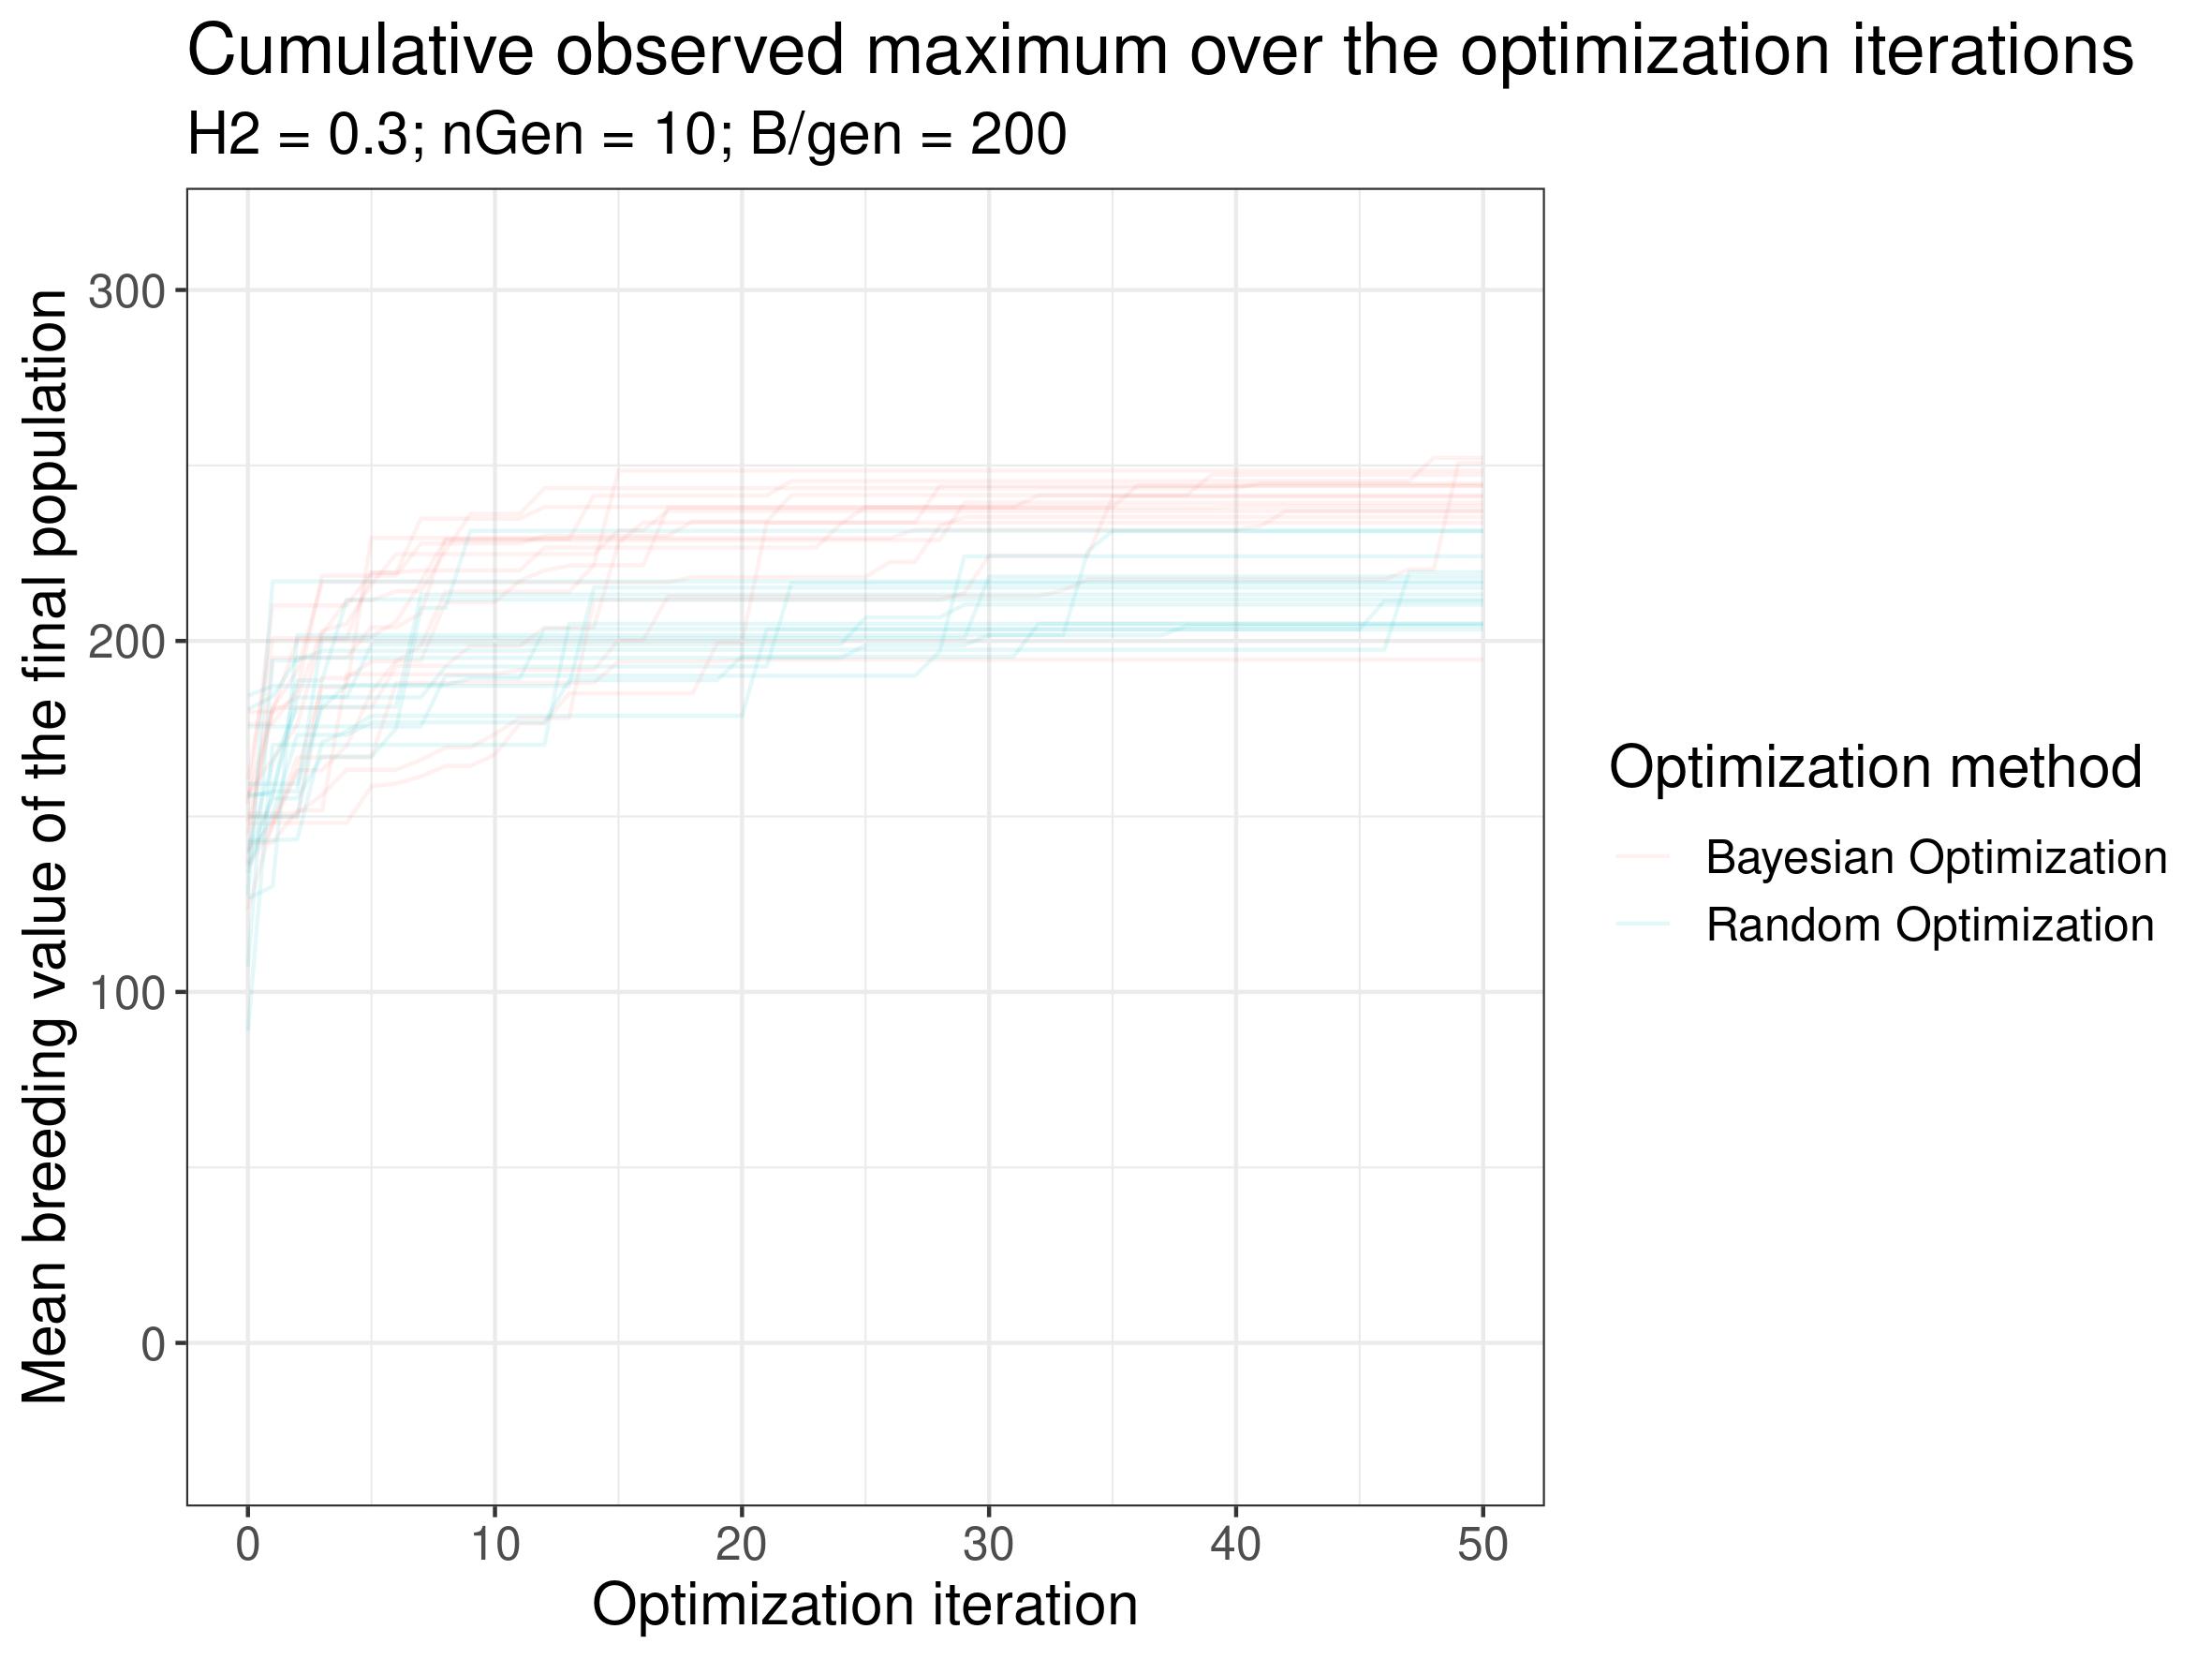 Cumulative observed maximum over the optimization iterations
H2 = 0.3; nGen = 10; B/gen = 200
Mean breeding value of the final population
300
200
100
0
0 10 20 30 40 50
Optimization iteration
Optimization method
Bayesian Optimization
Random Optimization